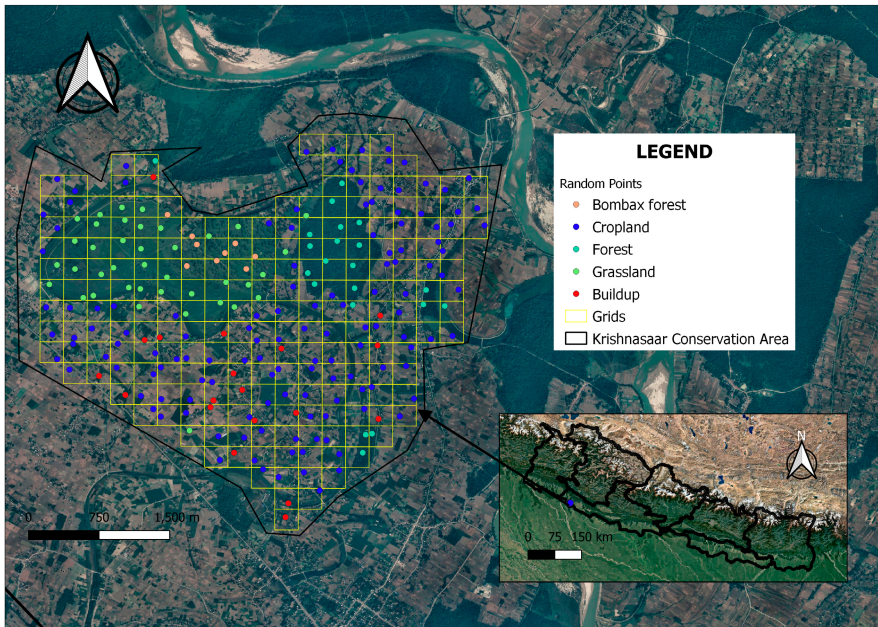 LEGEND
Random Points
Bombax forest
Cropland
Forest
Grassland
Buildup
Grids
Krishnasaar Conservation Area
0 750 1,500 m
N
0 75 150 km